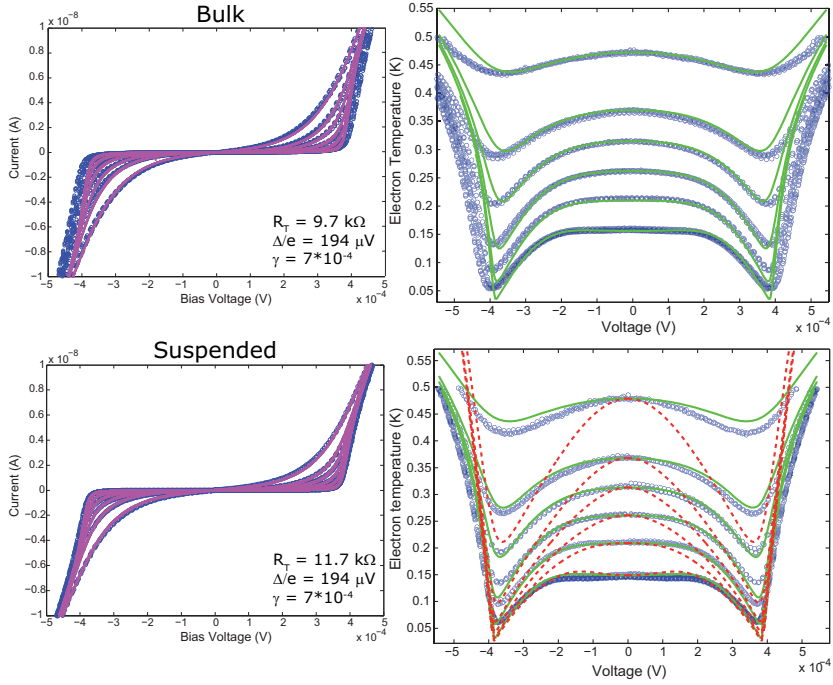 Bulk
1 x 10^-8
0.8
0.6
0.4
0.2
0
-0.2
-0.4
-0.6
-0.8
-1
Current (A)
R_T = 9.7 kΩ
Δ/e = 194 µV
γ = 7*10^-4
-5 -4 -3 -2 -1 0 1 2 3 4 5
Bias Voltage (V) x 10^-4
0.55
0.5
0.45
0.4
0.35
0.3
0.25
0.2
0.15
0.1
0.05
Electron Temperature (K)
-5 -4 -3 -2 -1 0 1 2 3 4 5
Voltage (V)
x 10^-4
Suspended
1 x 10^-8
0.8
0.6
0.4
0.2
0
-0.2
-0.4
-0.6
-0.8
-1
Current (A)
R_T = 11.7 kΩ
Δ/e = 194 µV
γ = 7*10^-4
-5 -4 -3 -2 -1 0 1 2 3 4 5
Bias Voltage (V) x 10^-4
0.55
0.5
0.45
0.4
0.35
0.3
0.25
0.2
0.15
0.1
0.05
Electron temperature (K)
-5 -4 -3 -2 -1 0 1 2 3 4 5
Voltage (V) x 10^-4